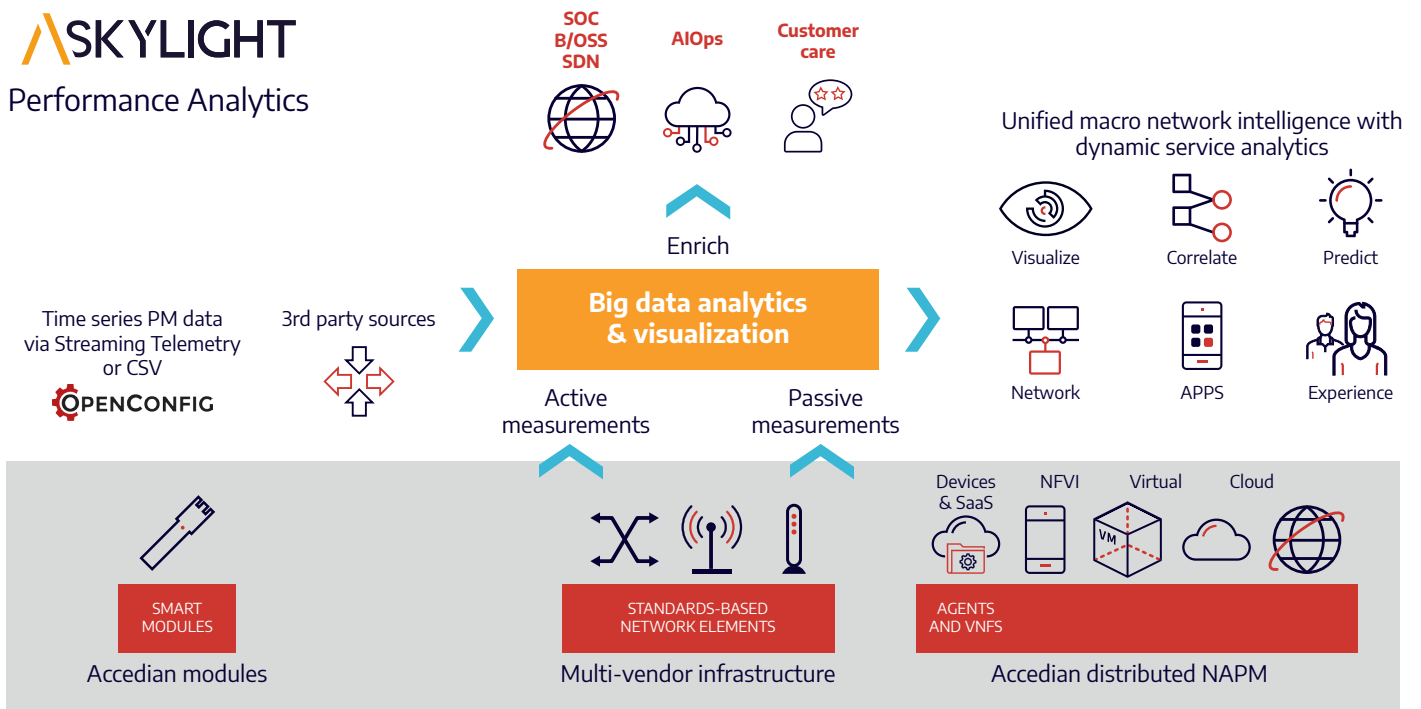 SKYLIGHT
Performance Analytics
SOC
B/OSS
SDN
AIOps
Customer
care
Unified macro network intelligence with
dynamic service analytics
Visualize
Correlate
Predict
Enrich
Big data analytics
& visualization
Time series PM data
via Streaming Telemetry
or CSV
OPENCONFIG
3rd party sources
Network
APPS
Experience
Active
measurements
Passive
measurements
Devices
& SaaS
NFVI
Virtual
Cloud
VM
SMART
MODULES
STANDARDS-BASED
NETWORK ELEMENTS
AGENTS
AND VNFS
Accedian modules
Multi-vendor infrastructure
Accedian distributed NAPM